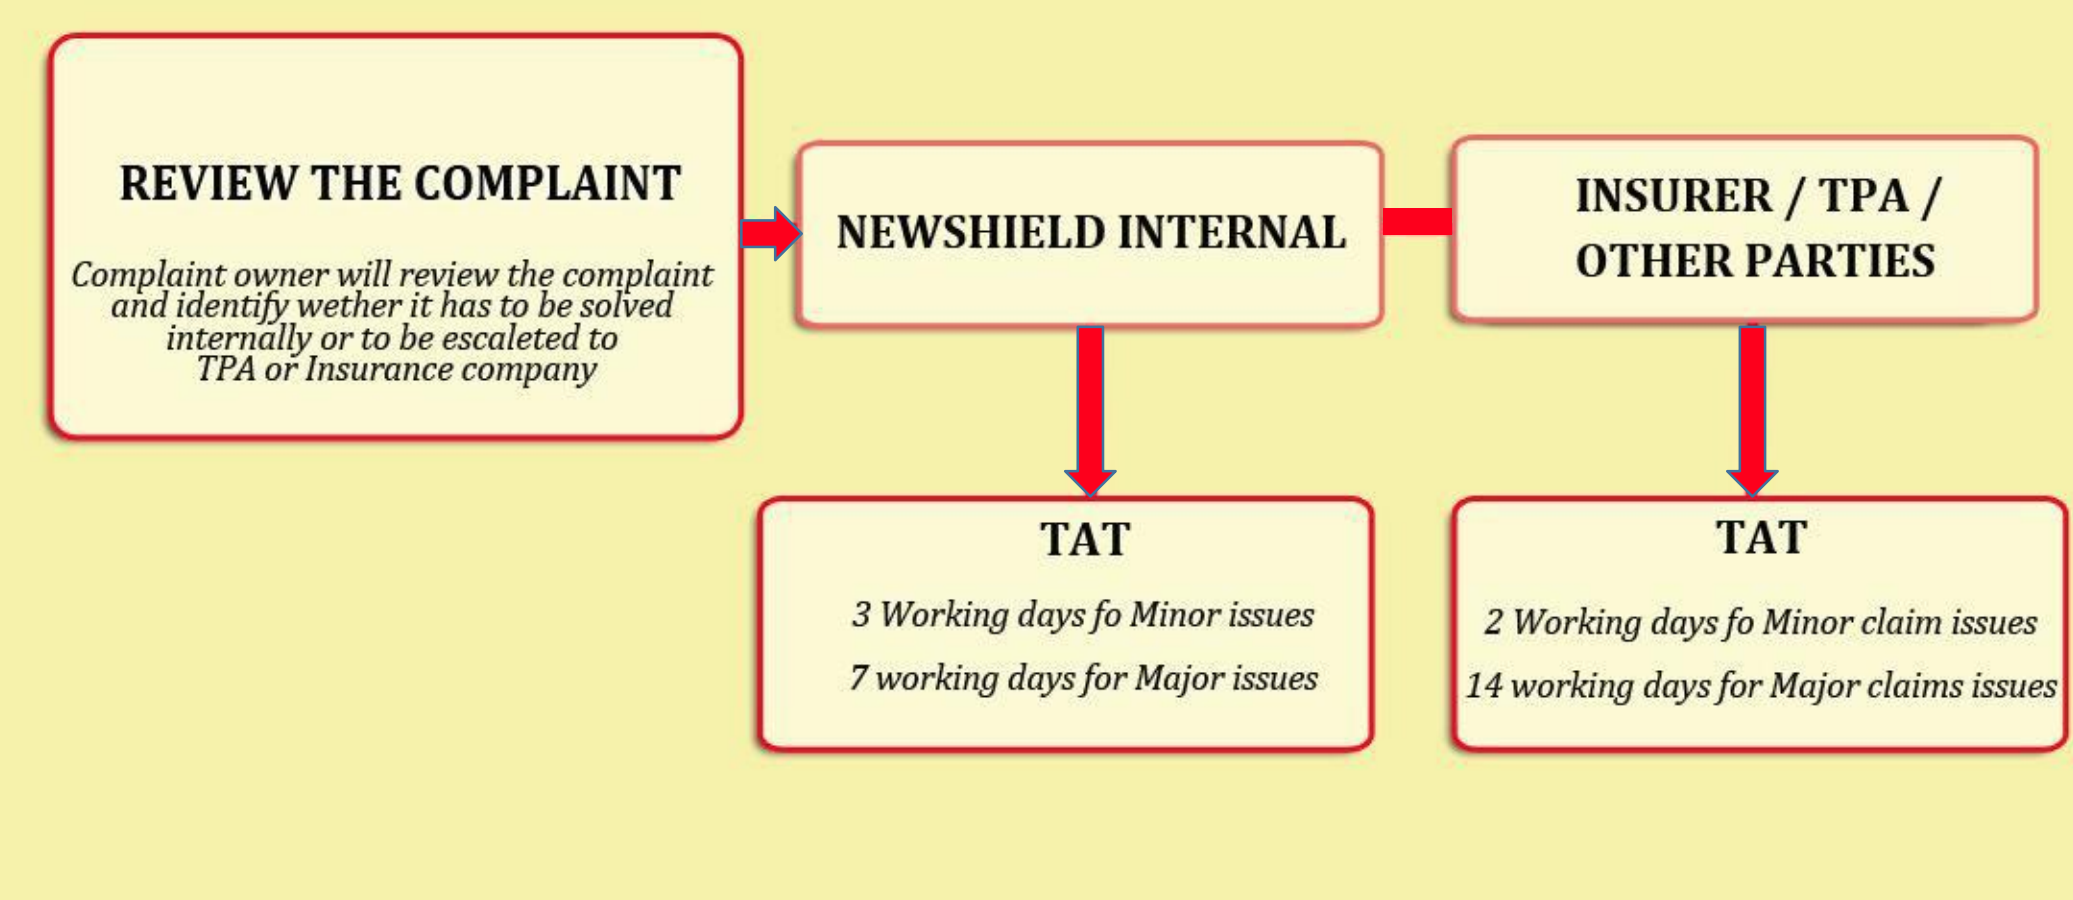 REVIEW THE COMPLAINT
Complaint owner will review the complaint
and identify wether it has to be solved
internally or to be escaleted to
TPA or Insurance company
NEWSHIELD INTERNAL
INSURER / TPA /
OTHER PARTIES
TAT
3 Working days fo Minor issues
7 working days for Major issues
TAT
2 Working days fo Minor claim issues
14 working days for Major claims issues